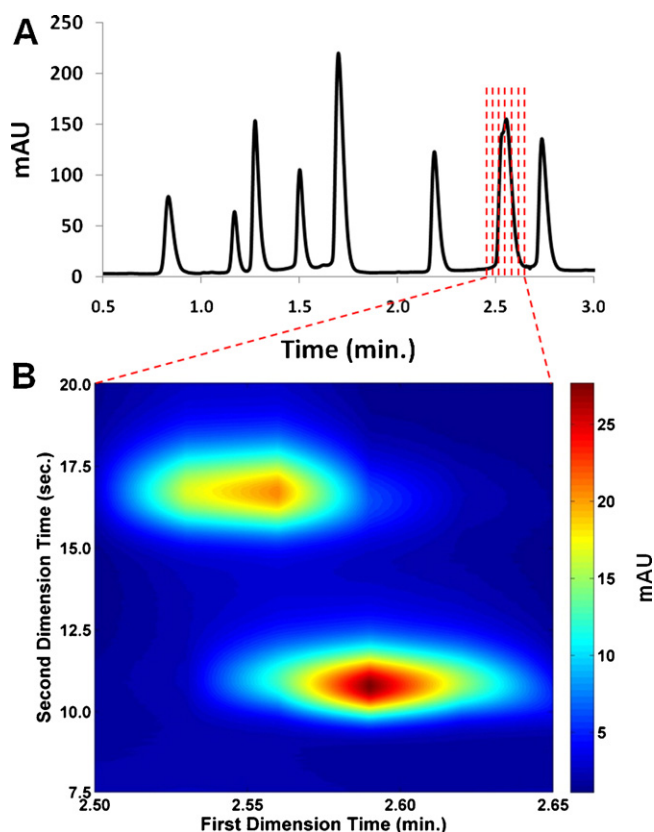 A
250
200
150
100
50
0
mAU
0.5 1.0 1.5 2.0 2.5 3.0
Time (min.)
B
20.0
17.5
15.0
12.5
10.0
7.5
Second Dimension Time (sec.)
2.50 2.55 2.60 2.65
First Dimension Time (min.)
25
20
15
10
5
mAU